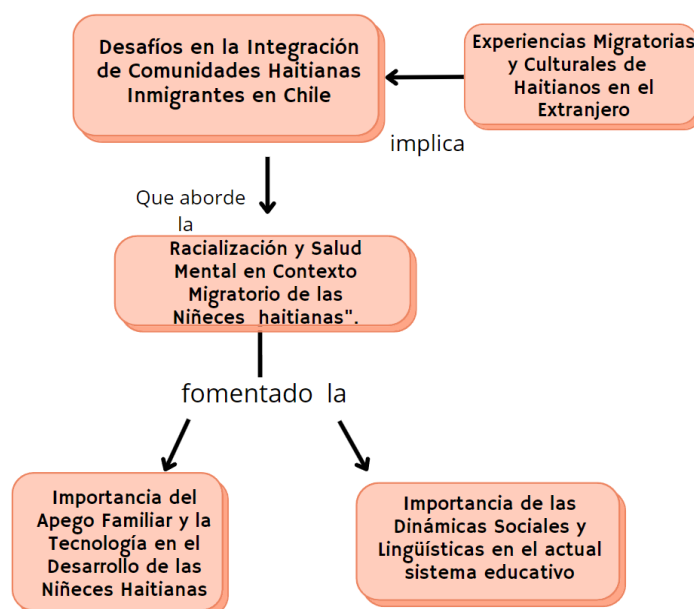 Desafíos en la Integración
de Comunidades Haitianas
Inmigrantes en Chile
Experiencias Migratorias
y Culturales de
Haitianos en el
Extranjero
implica
Que aborde
la
Racialización y Salud
Mental en Contexto
Migratorio de las
Niñeces haitianas".
fomentado la
Importancia del
Apego Familiar y la
Tecnología en el
Desarrollo de las
Niñeces Haitianas
Importancia de las
Dinámicas Sociales y
Lingüísticas en el actual
sistema educativo